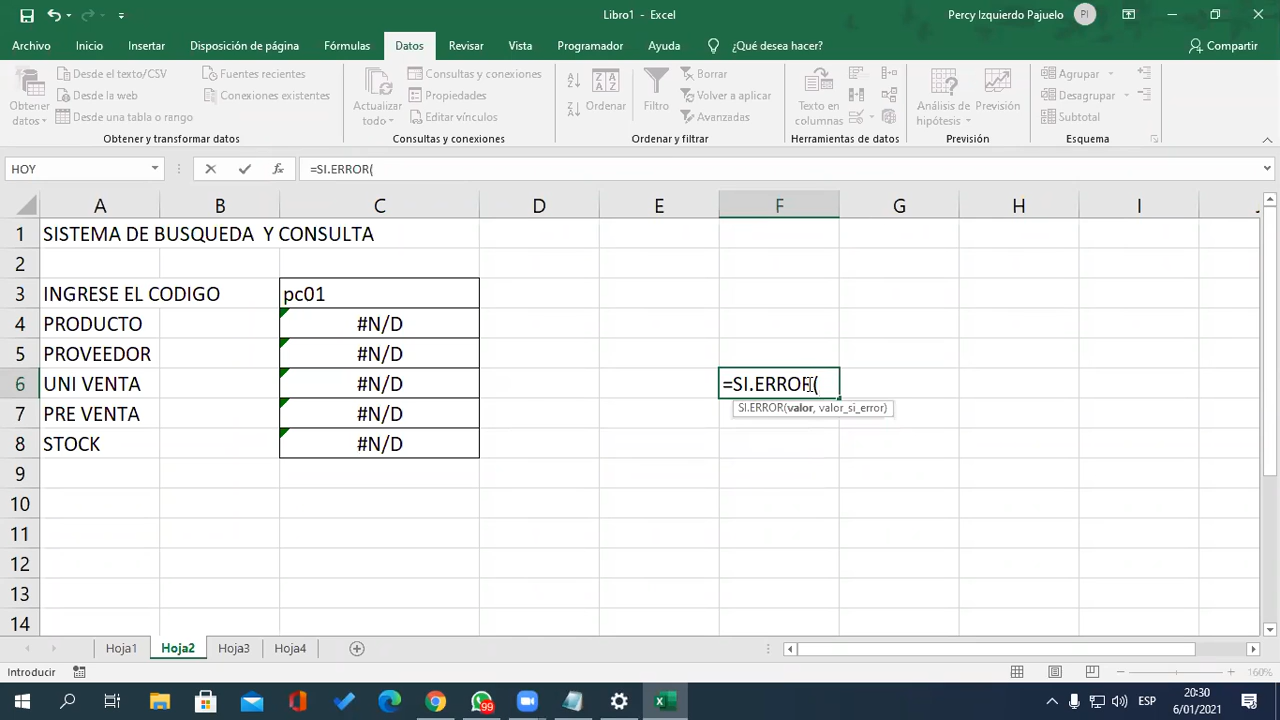 Libro1 - Excel
Percy Izquierdo Pajuelo PI
Archivo Inicio Insertar Disposición de página Fórmulas Datos Revisar Vista Programador Ayuda ¿Qué desea hacer? Compartir
Obtener datos
Desde el texto/CSV
Desde la web
Desde una tabla o rango
Fuentes recientes
Conexiones existentes
Obtener y transformar datos
Actualizar todo
Consultas y conexiones
Propiedades
Editar vínculos
Consultas y conexiones
Ordenar
Filtro
Borrar
Volver a aplicar
Avanzadas
Ordenar y filtrar
Texto en columnas
Herramientas de datos
Análisis de hipótesis
Previsión
Previsión
Agrupar
Desagrupar
Subtotal
Esquema
HOY fx =SI.ERROR(
A B C D E F G H I
1 SISTEMA DE BUSQUEDA Y CONSULTA
2
3 INGRESE EL CODIGO pc01
4 PRODUCTO #N/D
5 PROVEEDOR #N/D
6 UNI VENTA #N/D =SI.ERROR(
SI.ERROR(valor, valor_si_error)
7 PRE VENTA #N/D
8 STOCK #N/D
9
10
11
12
13
14
Hoja1 Hoja2 Hoja3 Hoja4
Introducir 160%
99
ESP
20:30
6/01/2021